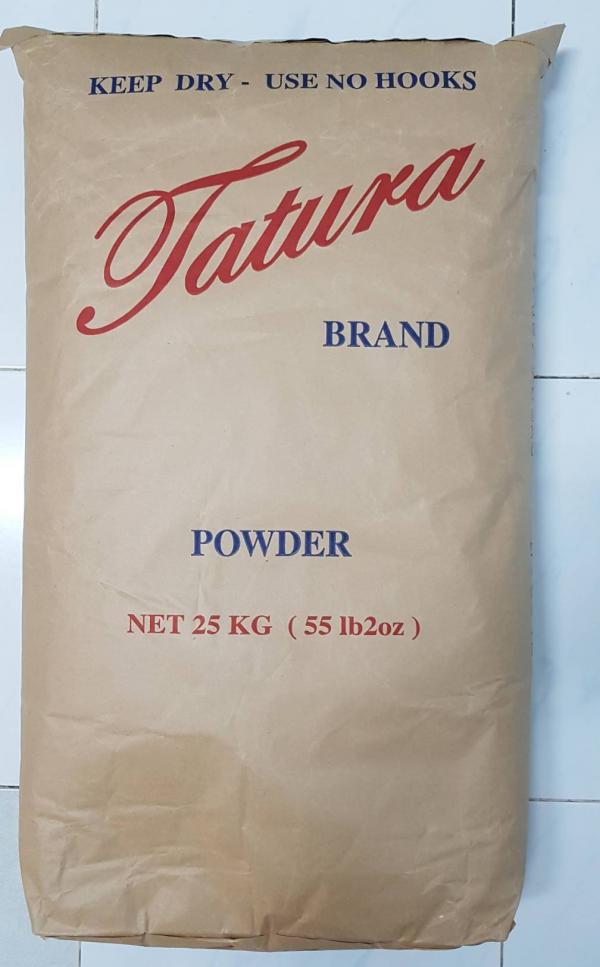 KEEP DRY - USE NO HOOKS
Tatura
BRAND
POWDER
NET 25 KG ( 55 lb2oz )